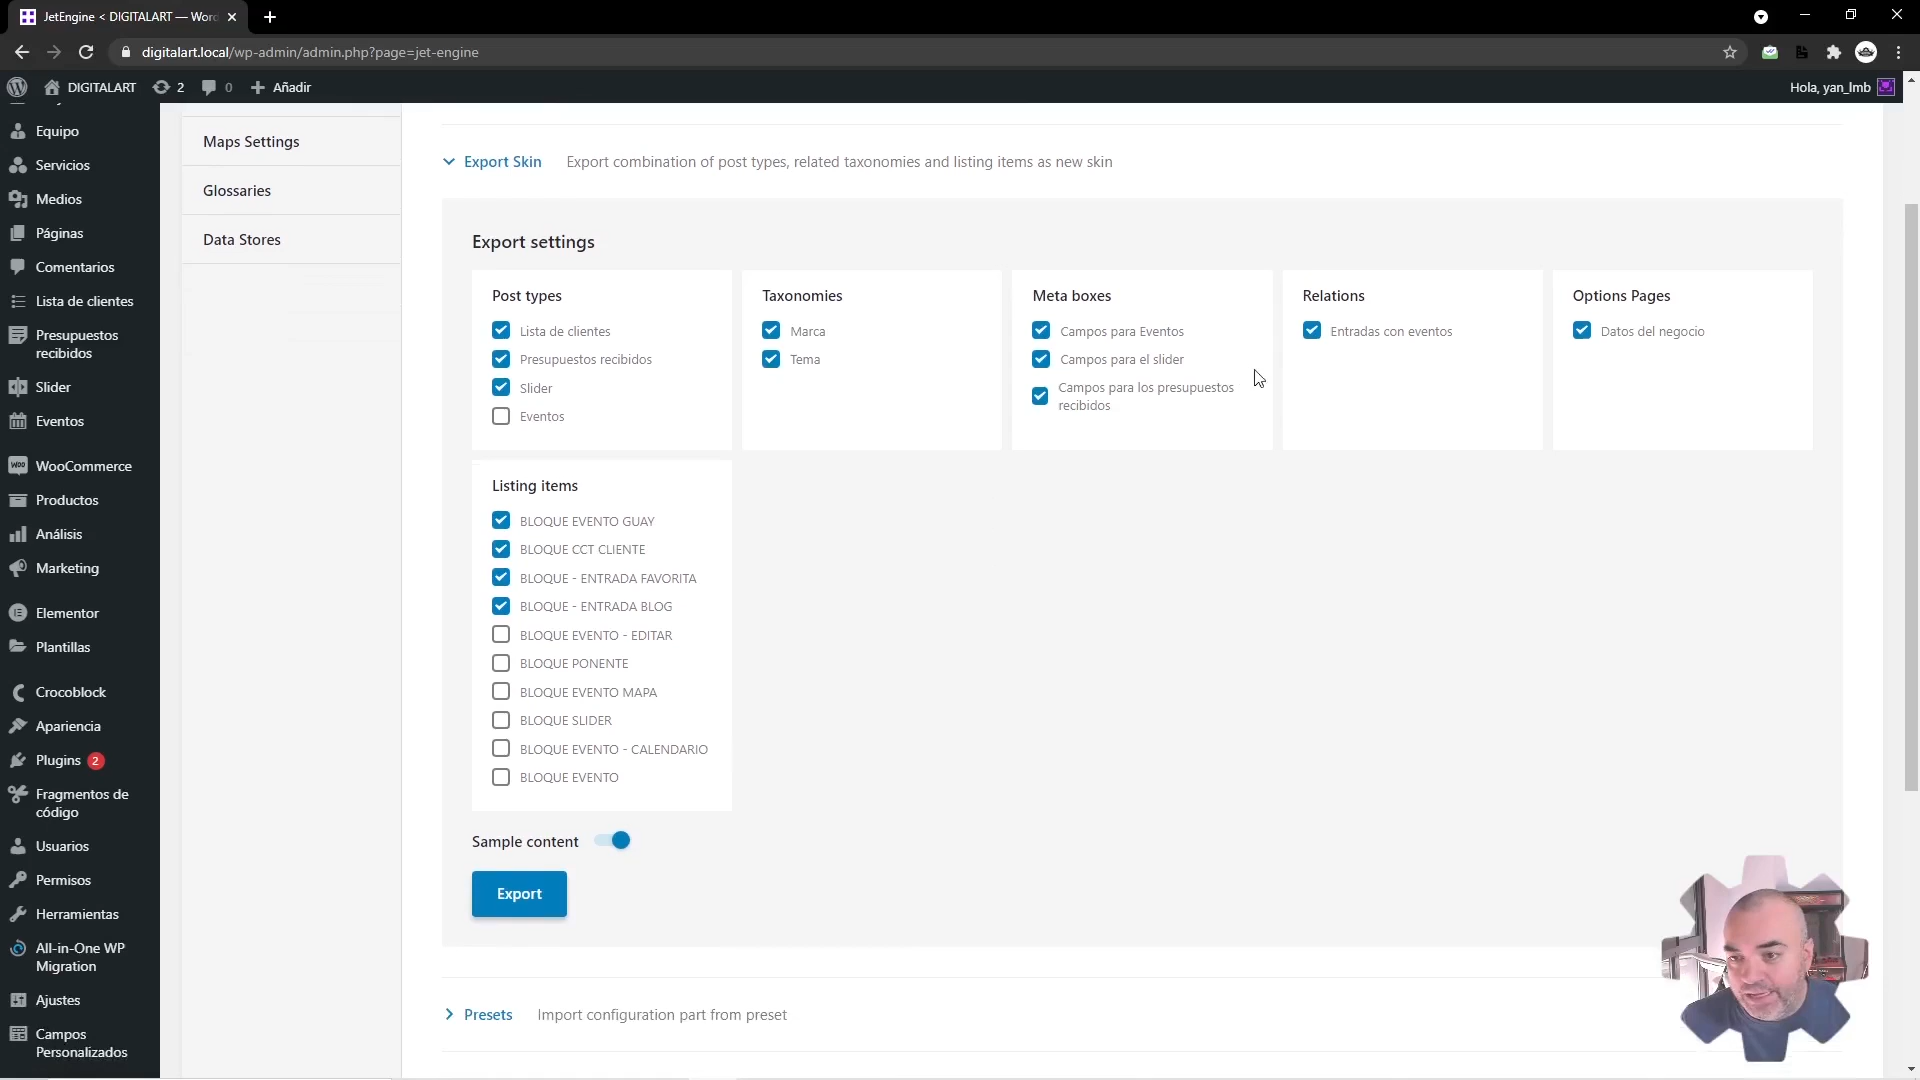 JetEngine < DIGITALART — Word
digitalart.local/wp-admin/admin.php?page=jet-engine
DIGITALART
2
0
Añadir
Hola, yan_lmb
Equipo
Servicios
Medios
Páginas
Comentarios
Lista de clientes
Presupuestos
recibidos
Slider
Eventos
WooCommerce
Productos
Análisis
Marketing
Elementor
Plantillas
Crocoblock
Apariencia
Plugins 2
Fragmentos de
código
Usuarios
Permisos
Herramientas
All-in-One WP
Migration
Ajustes
Campos
Personalizados
Maps Settings
Glossaries
Data Stores
Export Skin Export combination of post types, related taxonomies and listing items as new skin
Export settings
Post types
Lista de clientes
Presupuestos recibidos
Slider
Eventos
Taxonomies
Marca
Tema
Meta boxes
Campos para Eventos
Campos para el slider
Campos para los presupuestos
recibidos
Relations
Entradas con eventos
Options Pages
Datos del negocio
Listing items
BLOQUE EVENTO GUAY
BLOQUE CCT CLIENTE
BLOQUE - ENTRADA FAVORITA
BLOQUE - ENTRADA BLOG
BLOQUE EVENTO - EDITAR
BLOQUE PONENTE
BLOQUE EVENTO MAPA
BLOQUE SLIDER
BLOQUE EVENTO - CALENDARIO
BLOQUE EVENTO
Sample content
Export
Presets Import configuration part from preset